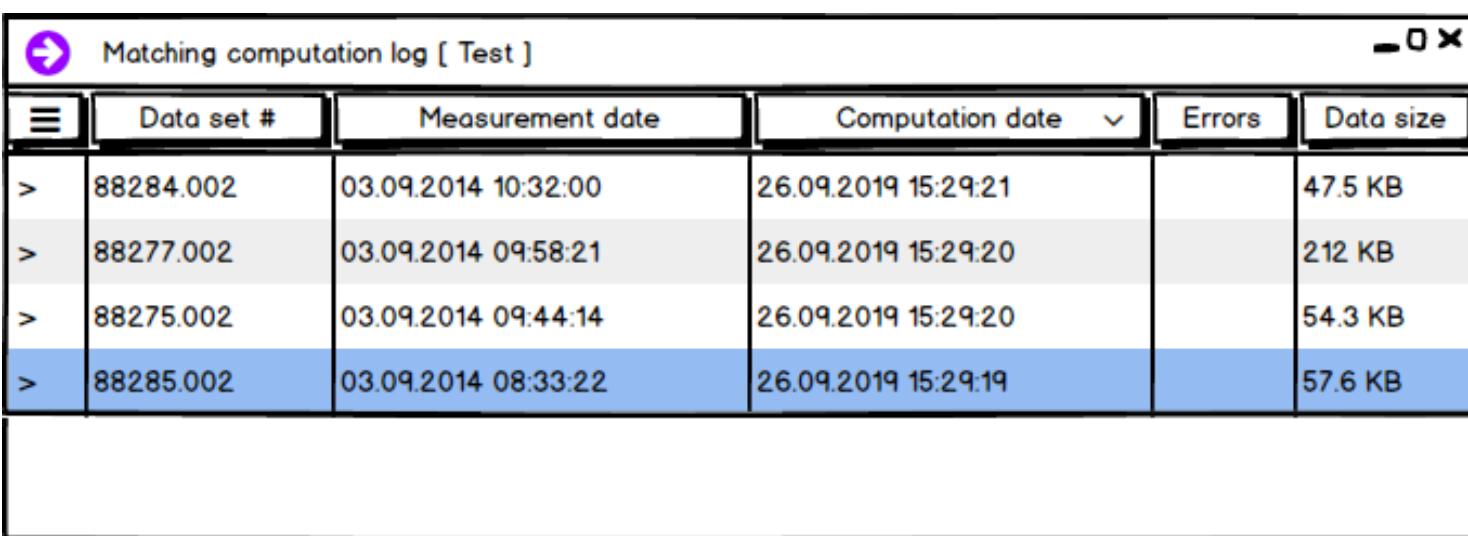 Matching computation log [ Test ]
Data set # Measurement date Computation date Errors Data size
> 88284.002 03.09.2014 10:32:00 26.09.2019 15:29:21 47.5 KB
> 88277.002 03.09.2014 09:58:21 26.09.2019 15:29:20 212 KB
> 88275.002 03.09.2014 09:44:14 26.09.2019 15:29:20 54.3 KB
> 88285.002 03.09.2014 08:33:22 26.09.2019 15:29:19 57.6 KB